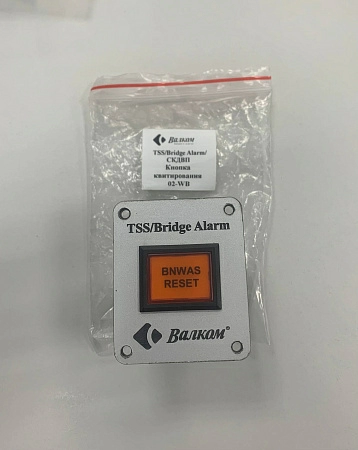 Валком
TSS/Bridge Alarm/
СКДВП
Кнопка
квитирования
02-WB
TSS/Bridge Alarm
BNWAS
RESET
Валком®